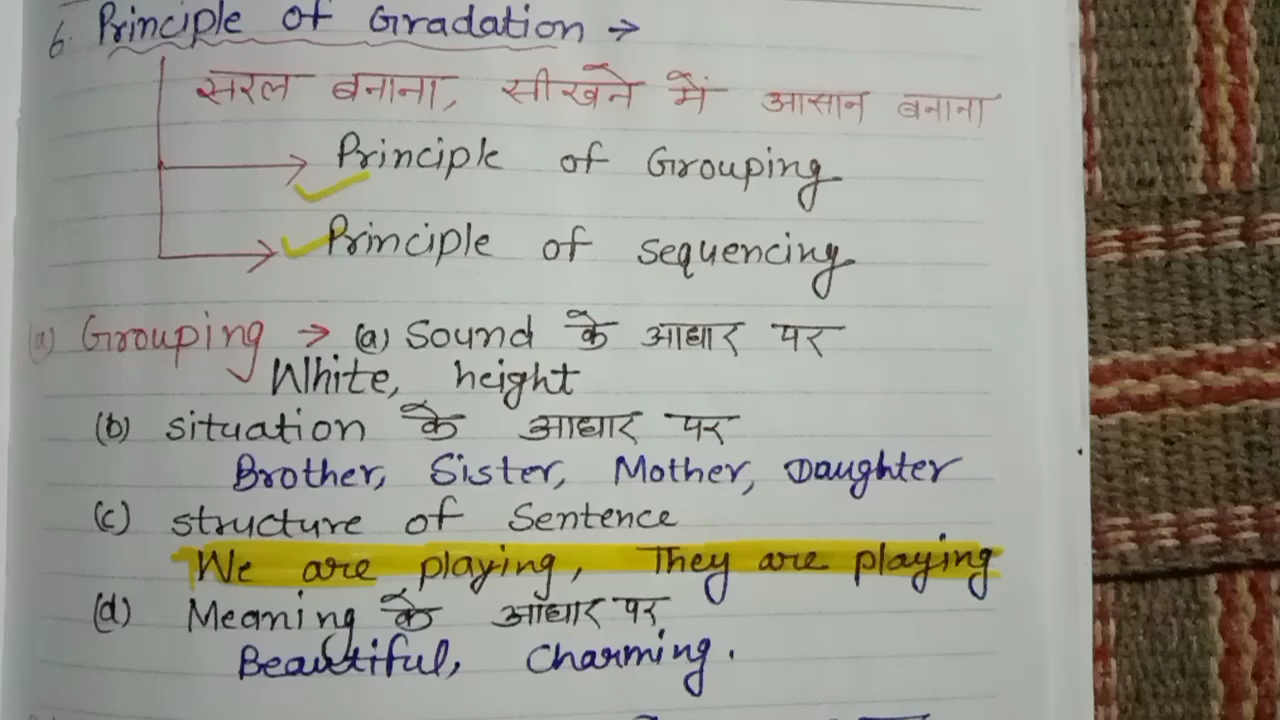 6. Principle of Gradation →
सरल बनाना, सीखने में आसान बनाना
Principle of Grouping
Principle of sequencing
(a) Grouping → (a) Sound के आधार पर
White, height
(b) situation के आधार पर
Brother, Sister, Mother, Daughter
(c) structure of Sentence
We are playing, They are playing
(d) Meaning के आधार पर
Beautiful, Charming.